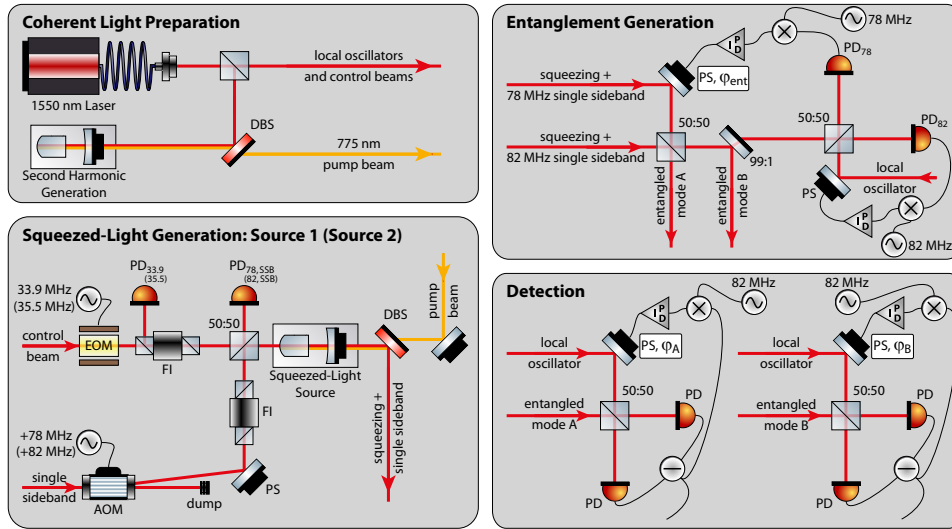 Coherent Light Preparation
1550 nm Laser
local oscillators
and control beams
DBS
775 nm
pump beam
Second Harmonic
Generation
Squeezed-Light Generation: Source 1 (Source 2)
33.9 MHz
(35.5 MHz)
PD33.9
(35.5)
PD78, SSB
(82, SSB)
50:50
control
beam
EOM
FI
Squeezed-Light
Source
DBS
pump
beam
FI
squeezing +
single sideband
+78 MHz
(+82 MHz)
single
sideband
AOM
dump
PS
Entanglement Generation
78 MHz
P
I
D
PD78
squeezing +
78 MHz single sideband
PS, φent
50:50
50:50
PD82
squeezing +
82 MHz single sideband
99:1
local
oscillator
PS
entangled
mode A
entangled
mode B
P
I
D
82 MHz
Detection
82 MHz
P
I
D
local
oscillator
PS, φA
50:50
PD
entangled
mode A
PD
82 MHz
P
I
D
local
oscillator
PS, φB
50:50
PD
entangled
mode B
PD